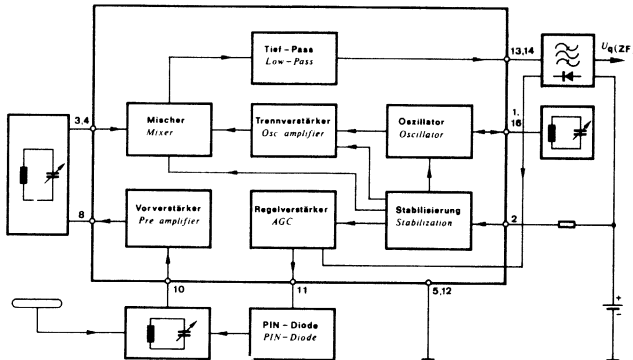 Tief-Pass
Low-Pass
13,14
Uq(ZF
3,4
Mischer
Mixer
Trennverstärker
Osc amplifier
Oszillator
Oscillator
1,
16
8
Vorverstärker
Pre amplifier
Regelverstärker
AGC
Stabilisierung
Stabilization
2
10
11
5,12
PIN-Diode
PIN-Diode
+
-